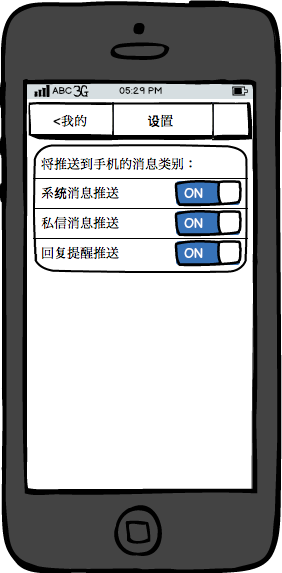 ABC 3G 05:29 PM
<我的 设置
将推送到手机的消息类别：
系统消息推送 ON
私信消息推送 ON
回复提醒推送 ON